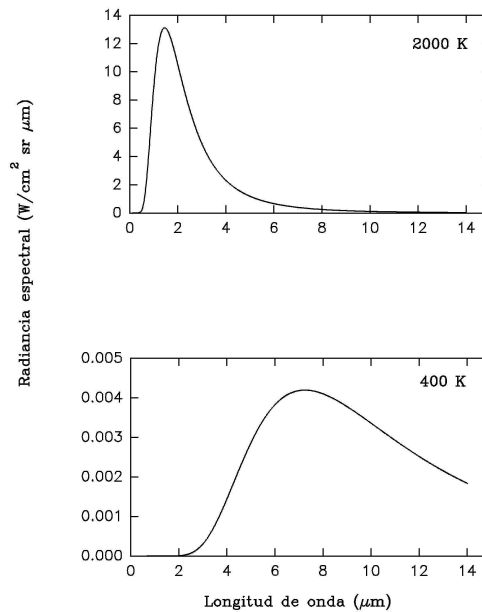 Radiancia espectral (W/cm² sr μm)
14
12
10
8
6
4
2
0
2000 K
0 2 4 6 8 10 12 14
0.005
0.004
0.003
0.002
0.001
0.000
400 K
0 2 4 6 8 10 12 14
Longitud de onda (μm)